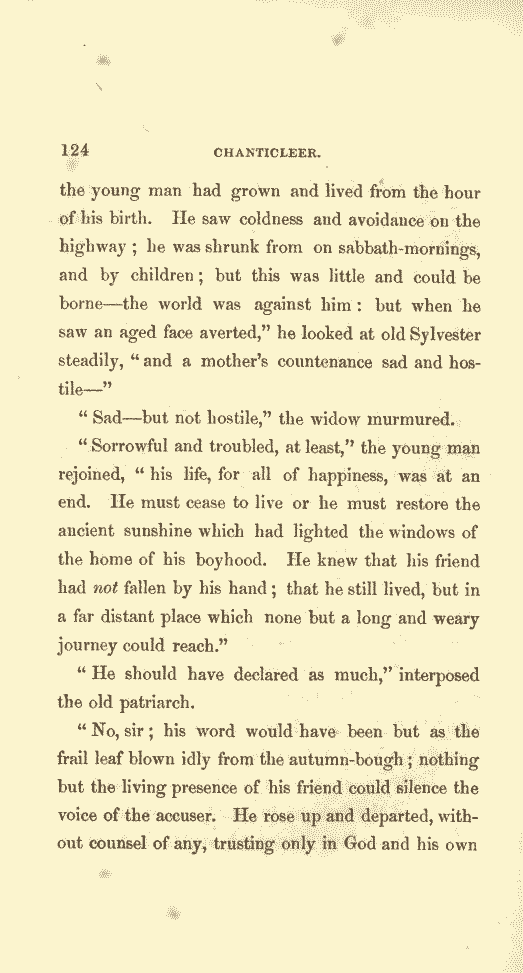 124 CHANTICLEER.
the young man had grown and lived from the hour
of his birth. He saw coldness and avoidance on the
highway ; he was shrunk from on sabbath-mornings,
and by children ; but this was little and could be
borne—the world was against him : but when he
saw an aged face averted,” he looked at old Sylvester
steadily, “ and a mother’s countenance sad and hos-
tile—”
“ Sad—but not hostile,” the widow murmured.
“ Sorrowful and troubled, at least,” the young man
rejoined, “ his life, for all of happiness, was at an
end. He must cease to live or he must restore the
ancient sunshine which had lighted the windows of
the home of his boyhood. He knew that his friend
had not fallen by his hand ; that he still lived, but in
a far distant place which none but a long and weary
journey could reach.”
“ He should have declared as much,” interposed
the old patriarch.
“ No, sir ; his word would have been but as the
frail leaf blown idly from the autumn-bough ; nothing
but the living presence of his friend could silence the
voice of the accuser. He rose up and departed, with-
out counsel of any, trusting only in God and his own